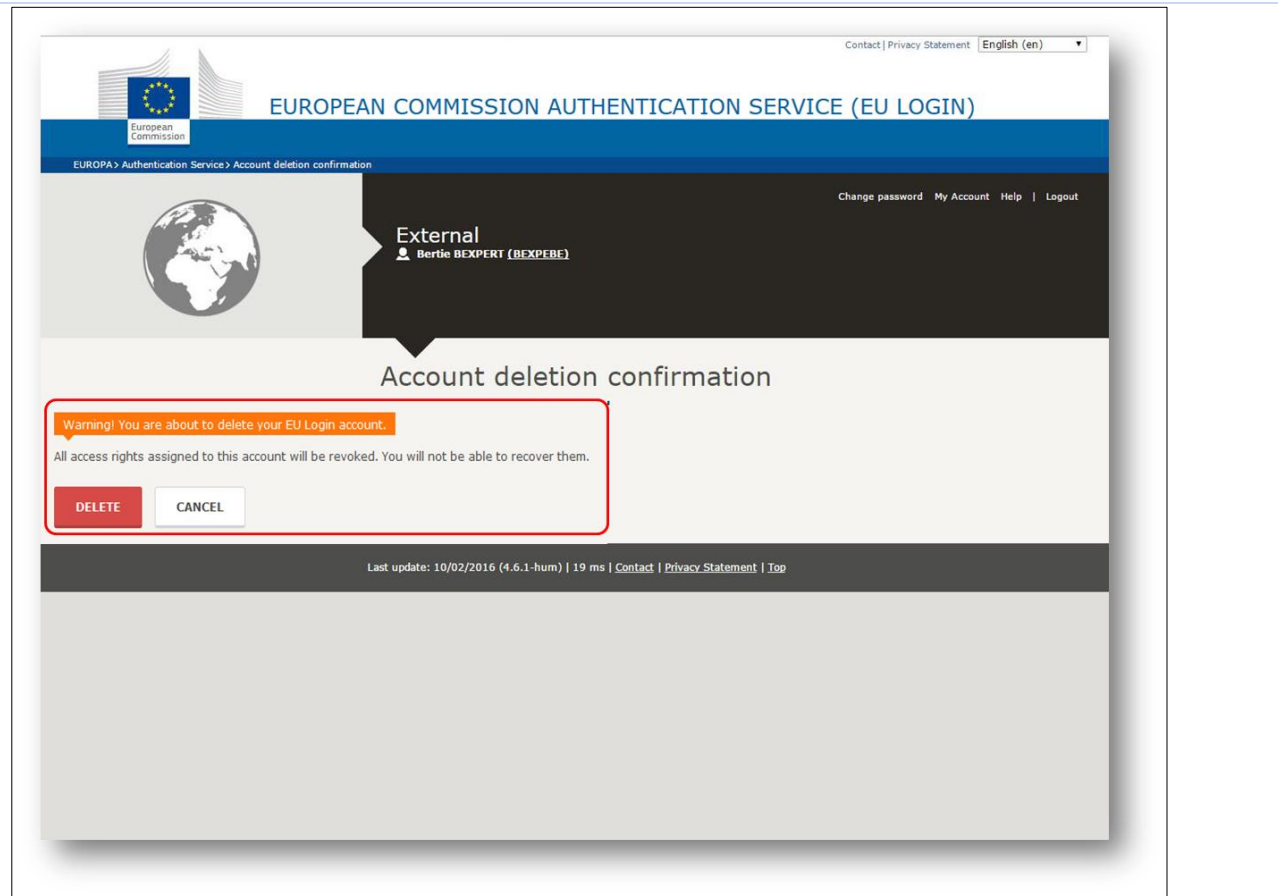 Contact | Privacy Statement English (en)
European
Commission
EUROPEAN COMMISSION AUTHENTICATION SERVICE (EU LOGIN)
EUROPA > Authentication Service > Account deletion confirmation
Change password My Account Help | Logout
External
Bertie BEXPERT (BEXPEBE)
Account deletion confirmation
Warning! You are about to delete your EU Login account.
All access rights assigned to this account will be revoked. You will not be able to recover them.
DELETE CANCEL
Last update: 10/02/2016 (4.6.1-hum) | 19 ms | Contact | Privacy Statement | Top